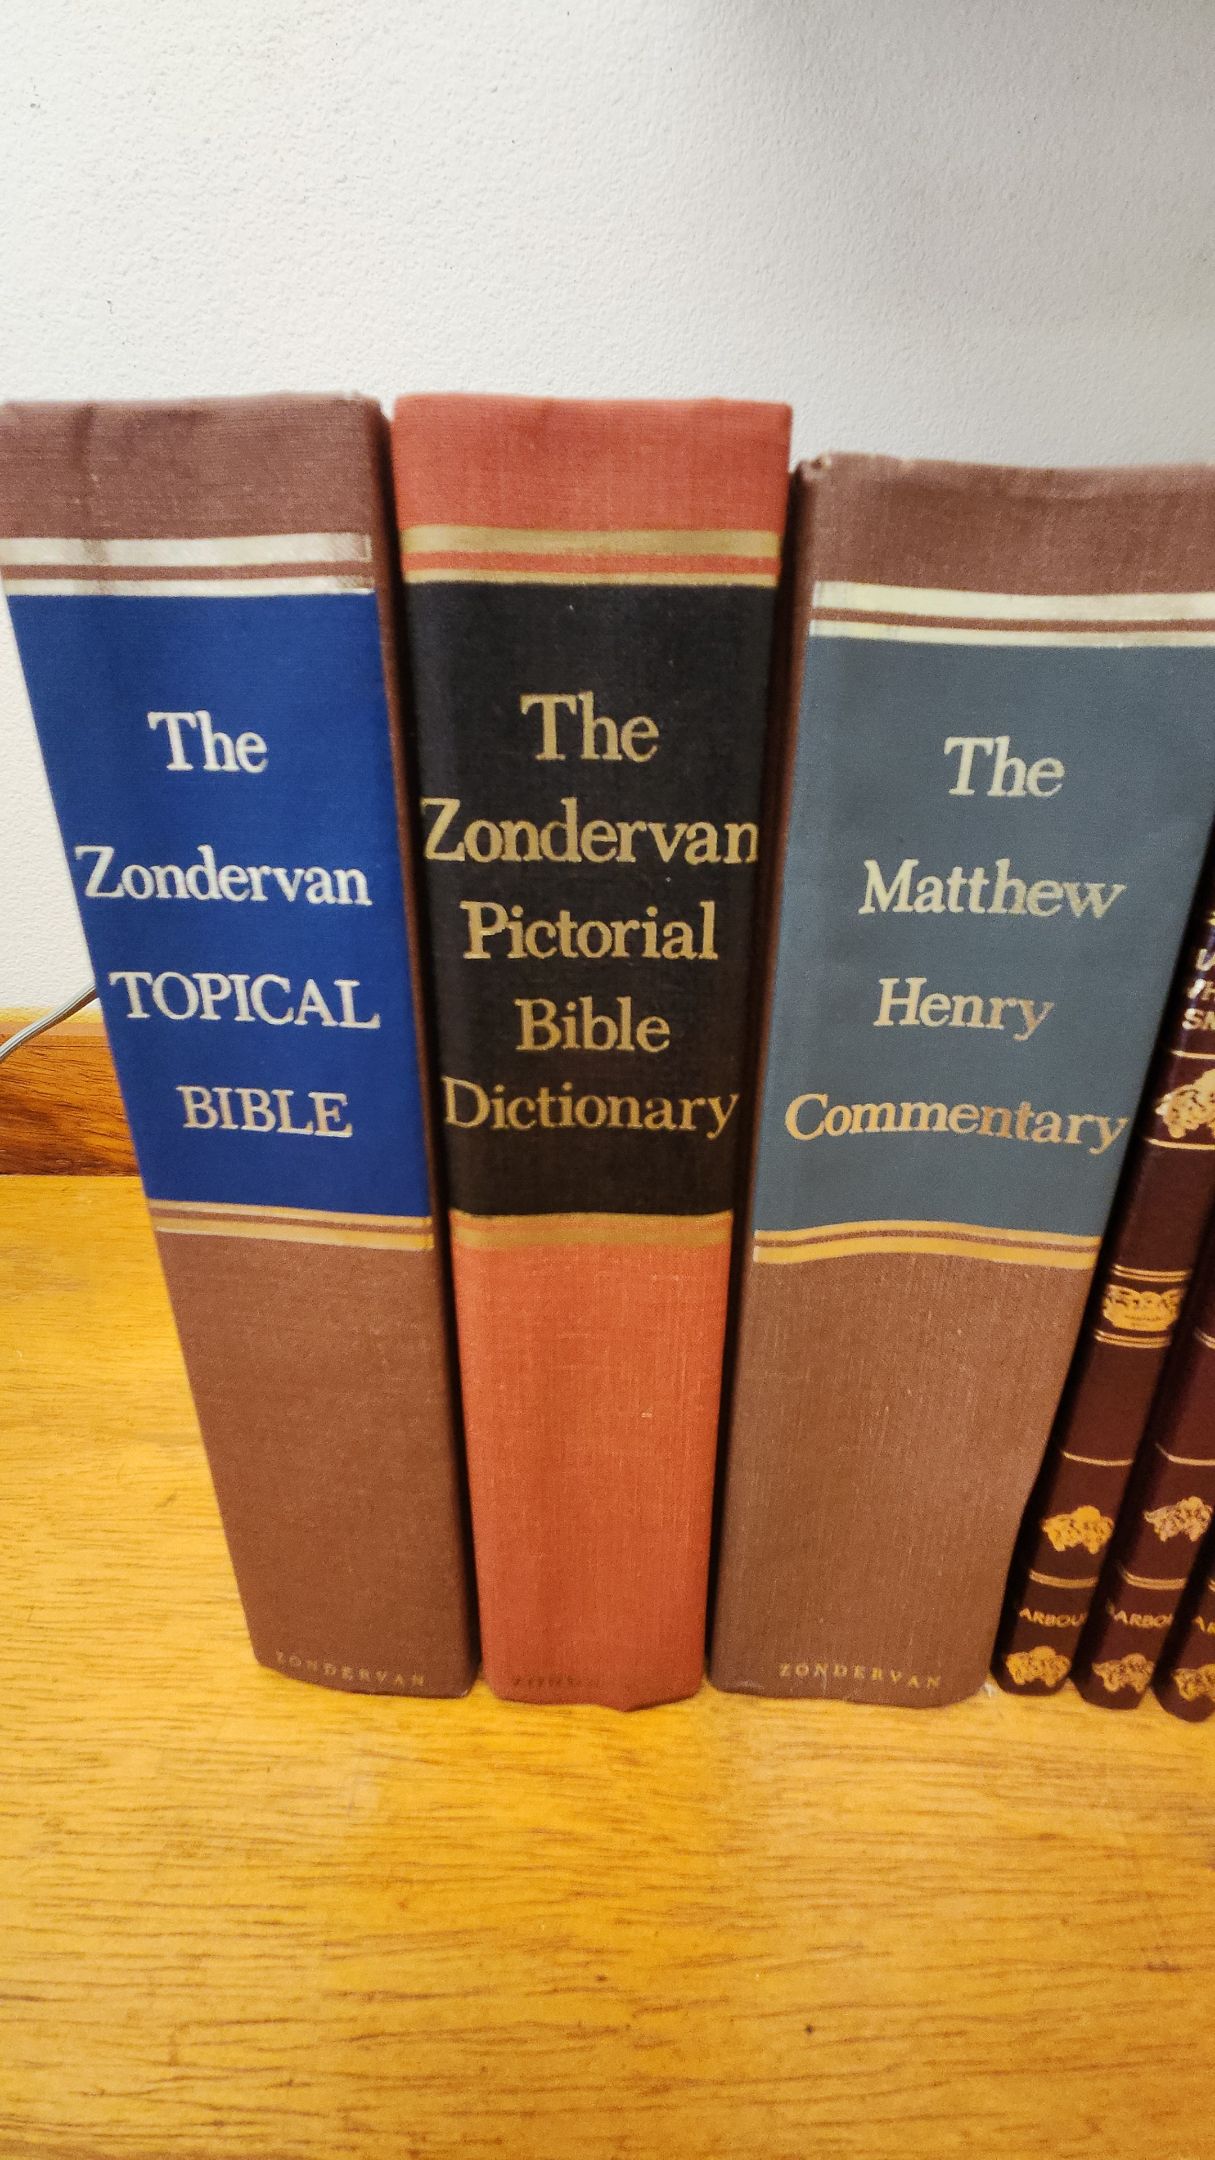 The
Zondervan
TOPICAL
BIBLE
ZONDERVAN
The
Zondervan
Pictorial
Bible
Dictionary
The
Matthew
Henry
Commentary
ZONDERVAN